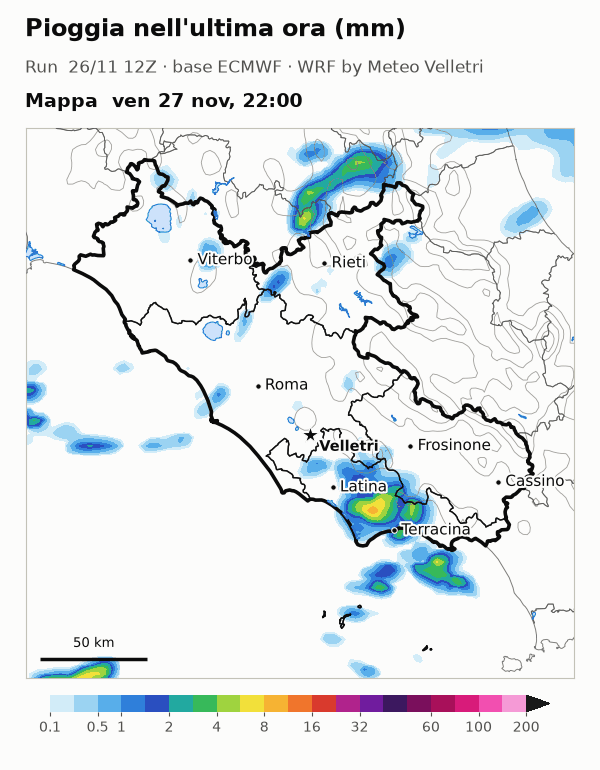 Pioggia nell'ultima ora (mm)
Run  26/11 12Z · base ECMWF · WRF by Meteo Velletri
Mappa  ven 27 nov, 22:00
Viterbo
Rieti
Roma
Velletri
Frosinone
Cassino
Latina
Terracina
50 km
0.1 0.5 1 2 4 8 16 32 60 100 200